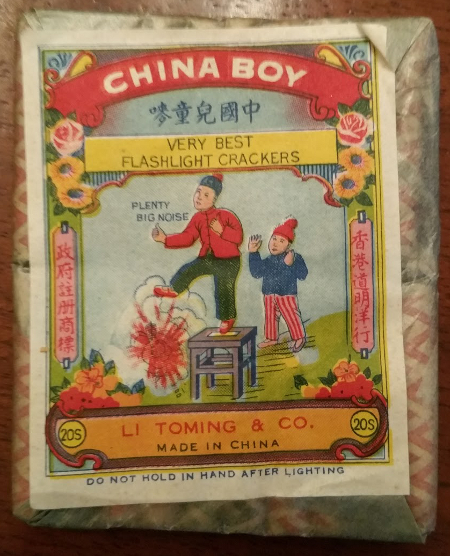 CHINA BOY
嘜童兒國中
VERY BEST
FLASHLIGHT CRACKERS
PLENTY
BIG NOISE
政府註册商標
香港道明洋行
20S
LI TOMING & CO.
20S
MADE IN CHINA
DO NOT HOLD IN HAND AFTER LIGHTING